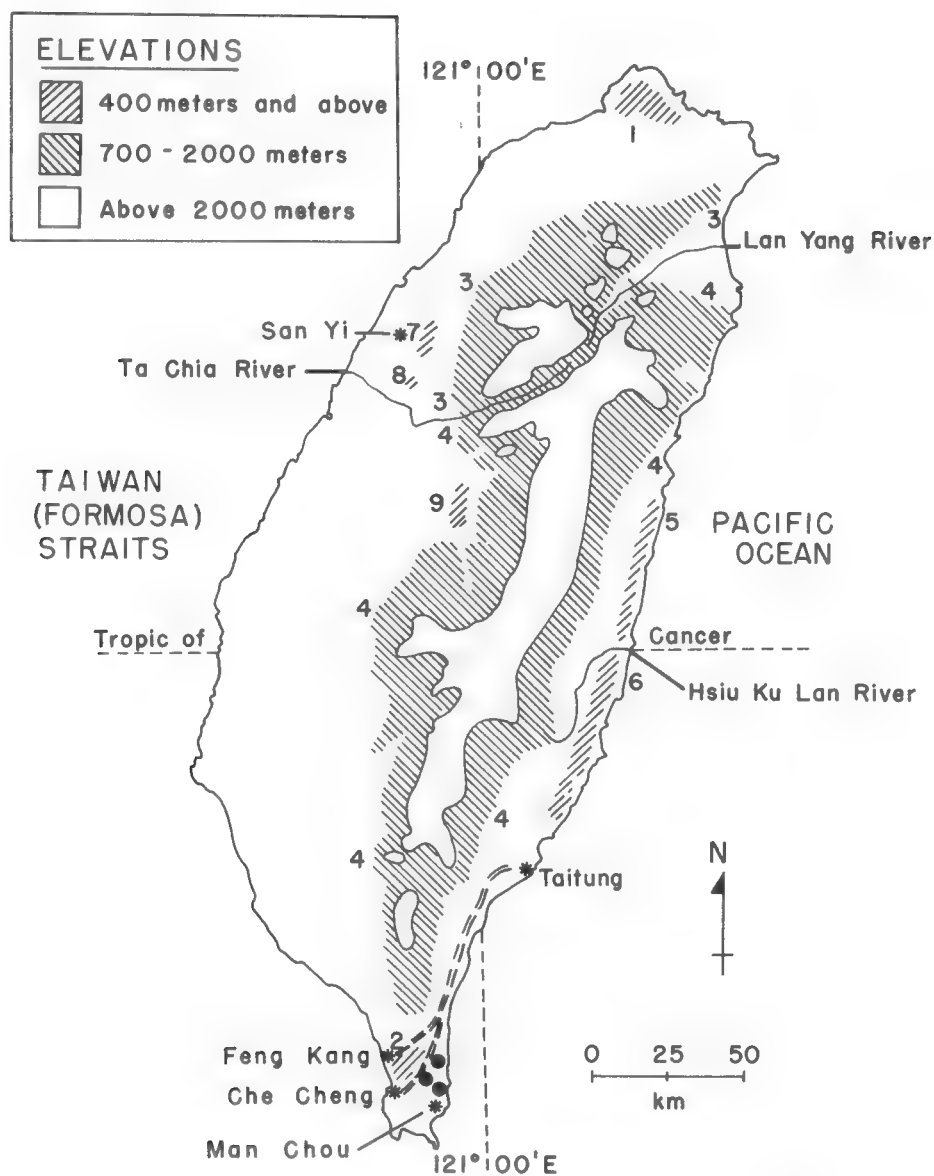 ELEVATIONS
400 meters and above
700 - 2000 meters
Above 2000 meters
121° 00'E
1
3
Lan Yang River
3
4
San Yi
7
Ta Chia River
8
3
4
4
TAIWAN
(FORMOSA)
STRAITS
9
5
PACIFIC
OCEAN
4
Tropic of
Cancer
6
Hsiu Ku Lan River
4
4
N
Taitung
2
Feng Kang
0 25 50
km
Che Cheng
Man Chou
121° 00'E